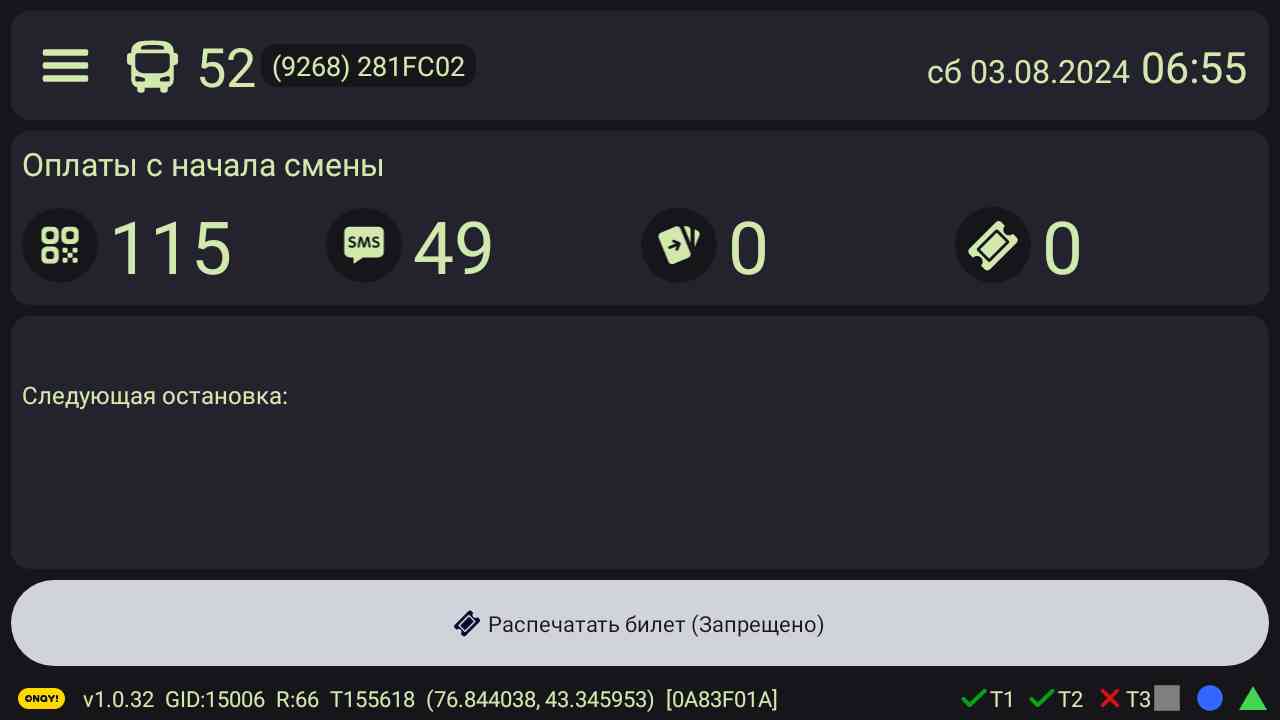 52 (9268) 281FC02 сб 03.08.2024 06:55
Оплаты с начала смены
115 SMS 49 0 0
Следующая остановка:
Распечатать билет (Запрещено)
ONAY! v1.0.32 GID:15006 R:66 T155618 (76.844038, 43.345953) [0A83F01A] T1 T2 T3